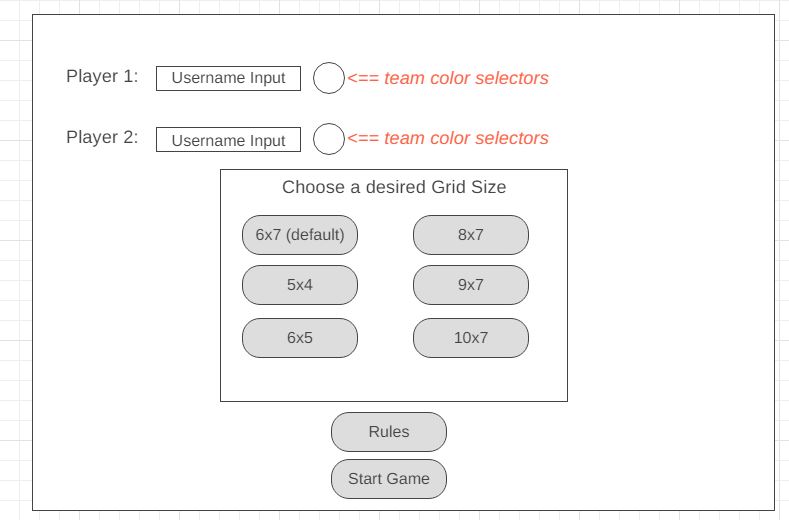 Player 1: Username Input <== team color selectors
Player 2: Username Input <== team color selectors
Choose a desired Grid Size
6x7 (default) 8x7
5x4 9x7
6x5 10x7
Rules
Start Game